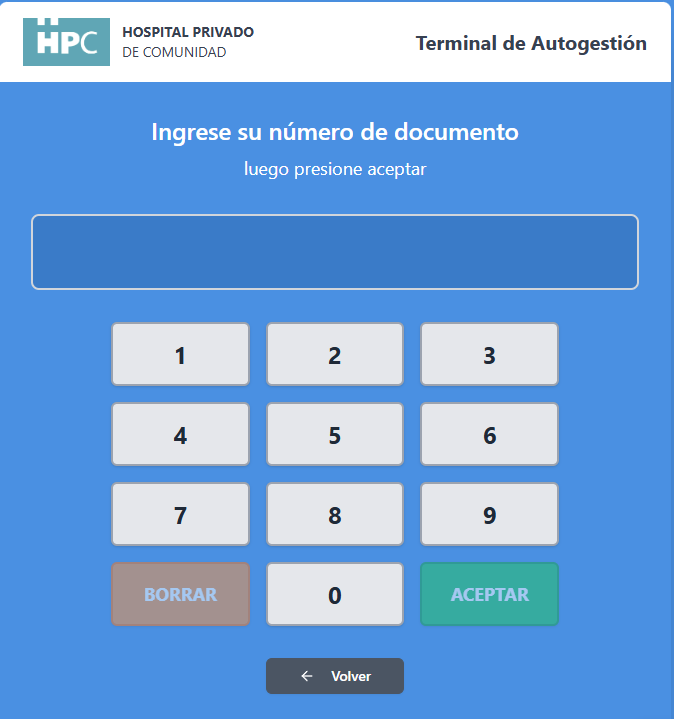 HPC
HOSPITAL PRIVADO
DE COMUNIDAD
Terminal de Autogestión
Ingrese su número de documento
luego presione aceptar
1 2 3
4 5 6
7 8 9
BORRAR 0 ACEPTAR
← Volver